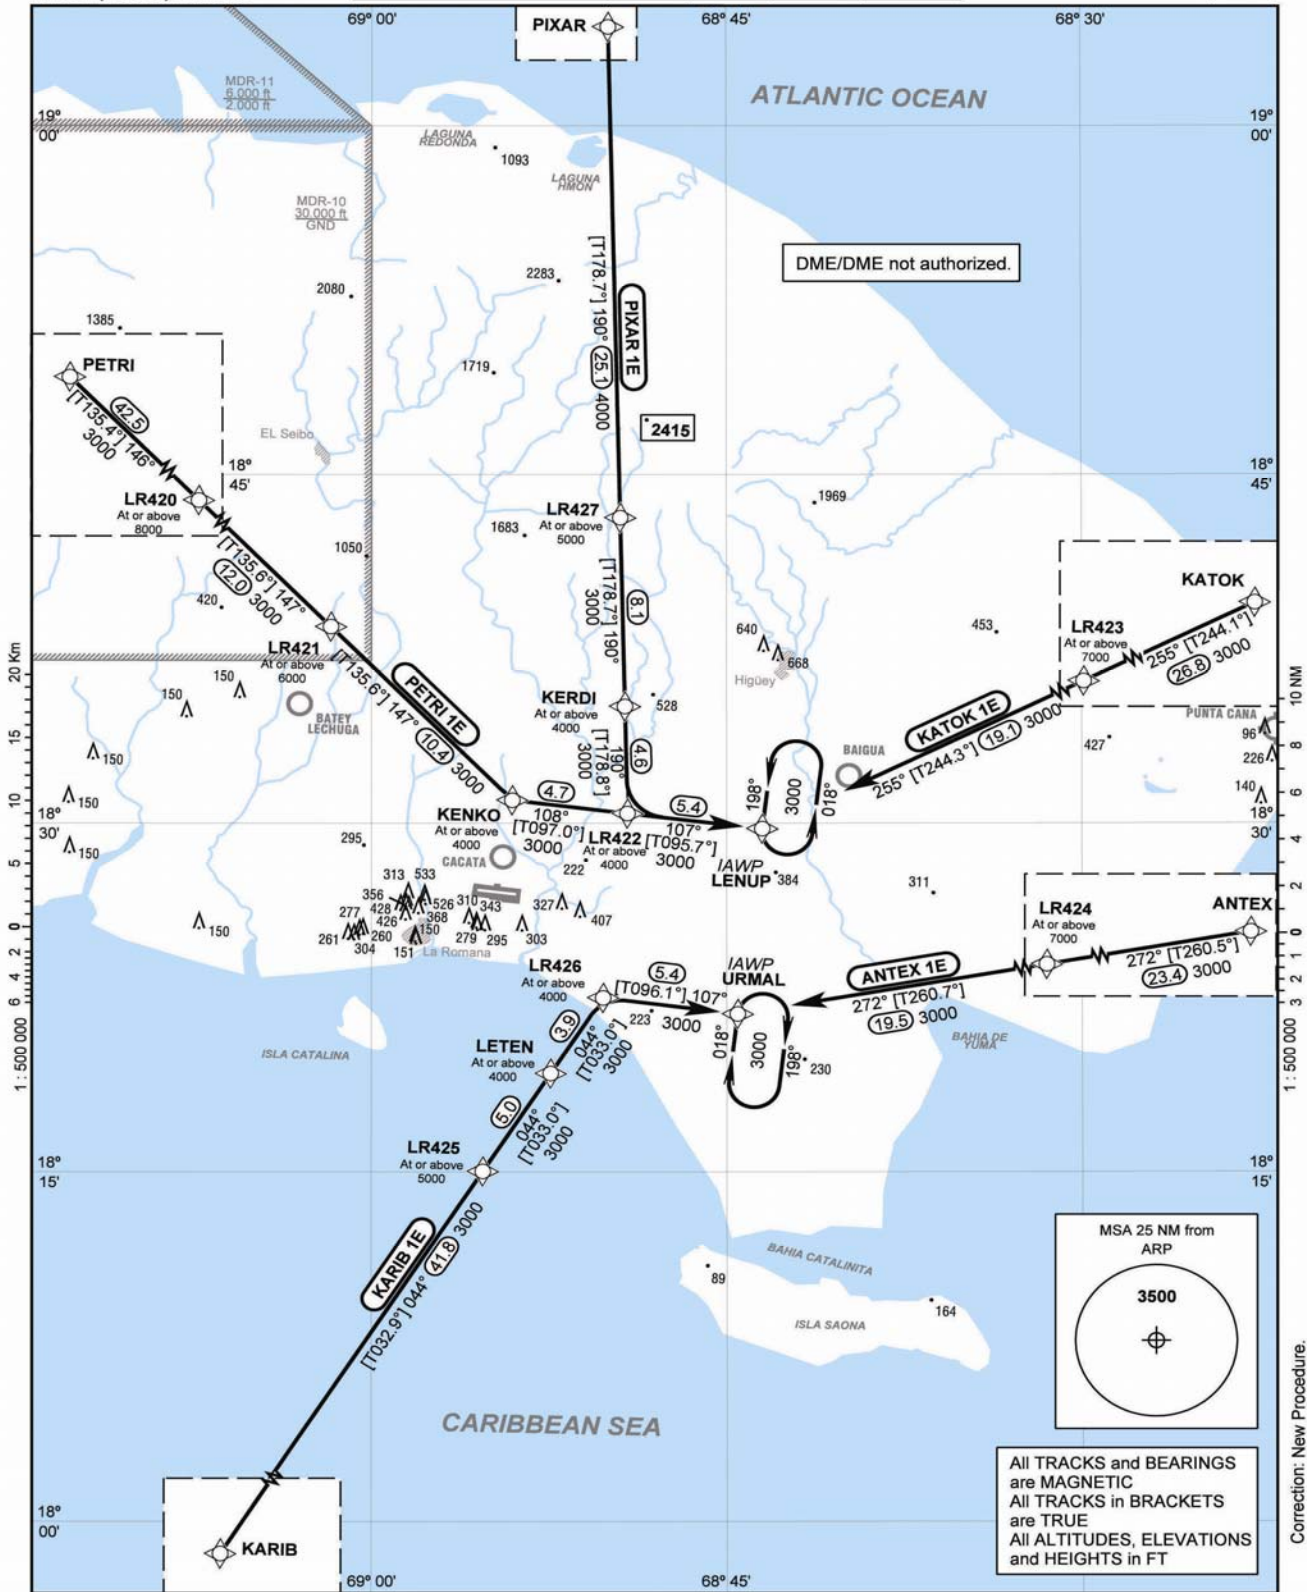 69° 00'
PIXAR
68° 45'
68° 30'
MDR-11
6.000 ft
2.000 ft
ATLANTIC OCEAN
19°
00'
19°
00'
LAGUNA
REDONDA
1093
LAGUNA
HMON
MDR-10
30.000 ft
GND
DME/DME not authorized.
2283
2080
[T178.7°] 190° 25.1 4000
PIXAR 1E
1385
PETRI
1719
42.5
[T135.4°] 146°
3000
2415
EL Seibo
18°
45'
18°
45'
LR420
At or above
8000
1969
LR427
At or above
5000
1683
1050
[T135.6°] 147°
12.0 3000
[T178.7°] 190°
3000
8.1
KATOK
420
LR421
At or above
6000
640
668
Higüey
453
LR423
At or above
7000
255° [T244.1°]
26.8 3000
150
150
BATEY
LECHUGA
[T135.6°] 147° 10.4 3000
PETRI 1E
KERDI
At or above
4000
528
KATOK 1E
255° [T244.3°] 19.1 3000
PUNTA CANA
96
226
427
BAIGUA
150
190°
[T178.8°]
3000
4.6
198°
3000
018°
140
150
4.7
108°
[T097.0°]
3000
KENKO
At or above
4000
5.4
107°
[T095.7°]
3000
LR422
At or above
4000
18°
30'
18°
30'
150
295
CACATA
222
IAWP
LENUP
384
311
313
533
356
428
426
526
368
150
151
277
261
304
260
310
343
279
295
303
327
407
150
La Romana
LR424
At or above
7000
ANTEX
272° [T260.5°]
23.4 3000
LR426
At or above
4000
5.4
[T096.1°] 107°
3000
223
IAWP
URMAL
ANTEX 1E
272° [T260.7°]
19.5 3000
018°
3000
198°
230
BAHIA DE
YUMA
ISLA CATALINA
3.9
044°
[T033.0°]
3000
LETEN
At or above
4000
5.0
044°
[T033.0°]
3000
LR425
At or above
5000
18°
15'
18°
15'
KARIB 1E
[T032.9°] 044° 41.8 3000
BAHIA CATALINITA
89
164
ISLA SAONA
MSA 25 NM from
ARP
3500
CARIBBEAN SEA
All TRACKS and BEARINGS
are MAGNETIC
All TRACKS in BRACKETS
are TRUE
All ALTITUDES, ELEVATIONS
and HEIGHTS in FT
18°
00'
KARIB
69° 00'
68° 45'
20 Km
15
10
5
0
2
4
6
1 : 500 000
10 NM
8
6
4
2
0
1
2
3
1 : 500 000
Correction: New Procedure.